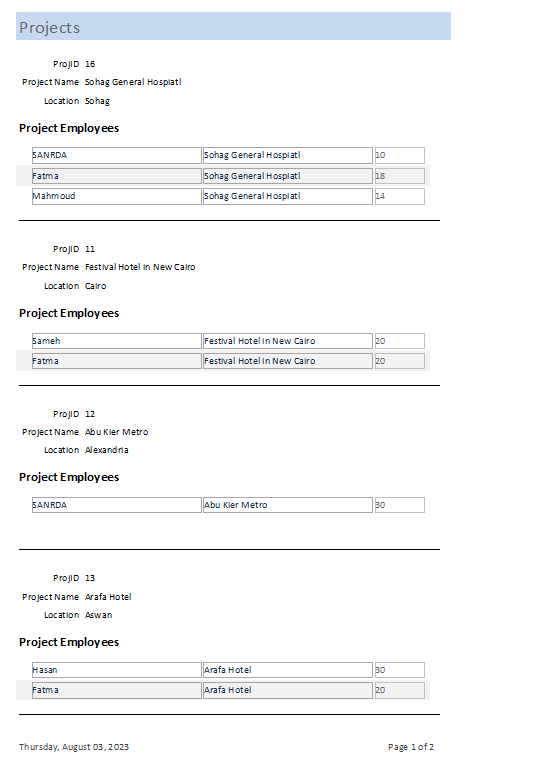 Projects
ProjID 16
Project Name Sohag General Hospiatl
Location Sohag
Project Employees
SANRDA Sohag General Hospiatl 10
Fatma Sohag General Hospiatl 18
Mahmoud Sohag General Hospiatl 14
ProjID 11
Project Name Festival Hotel in New Cairo
Location Cairo
Project Employees
Sameh Festival Hotel in New Cairo 20
Fatma Festival Hotel in New Cairo 20
ProjID 12
Project Name Abu Kier Metro
Location Alexandria
Project Employees
SANRDA Abu Kier Metro 30
ProjID 13
Project Name Arafa Hotel
Location Aswan
Project Employees
Hasan Arafa Hotel 30
Fatma Arafa Hotel 20
Thursday, August 03, 2023 Page 1 of 2